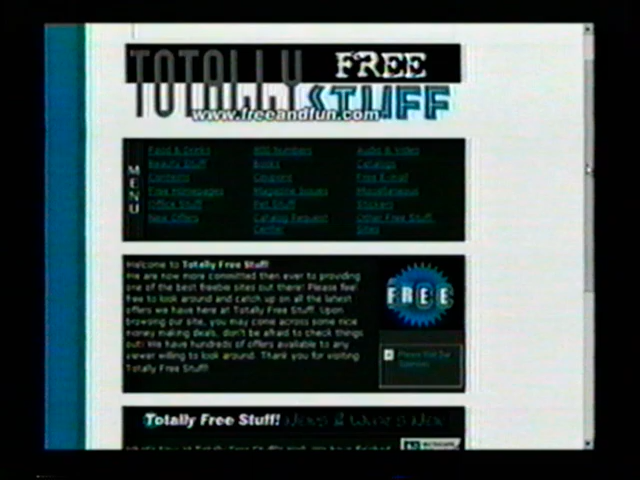 TOTALLY FREE
STUFF
www.freeandfun.com
MENU
Food & Drinks
Beauty Stuff
Contests
Free Homepages
Office Stuff
New Offers
800 Numbers
Books
Coupons
Magazine Issues
Pet Stuff
Catalog Request
Center
Audio & Video
Catalogs
Free E-mail
Miscellaneous
Stickers
Other Free Stuff
Sites
Welcome to Totally Free Stuff!
We are now more committed then ever to providing
one of the best freebie sites out there! Please feel
free to look around and catch up on all the latest
offers we have here at Totally Free Stuff. Upon
browsing our site, you may come across some nice
money making deals, don't be afraid to check things
out! We have hundreds of offers available to any
viewer willing to look around. Thank you for visiting
Totally Free Stuff!
FREE
Please Visit Our
Sponsors
Totally Free Stuff!